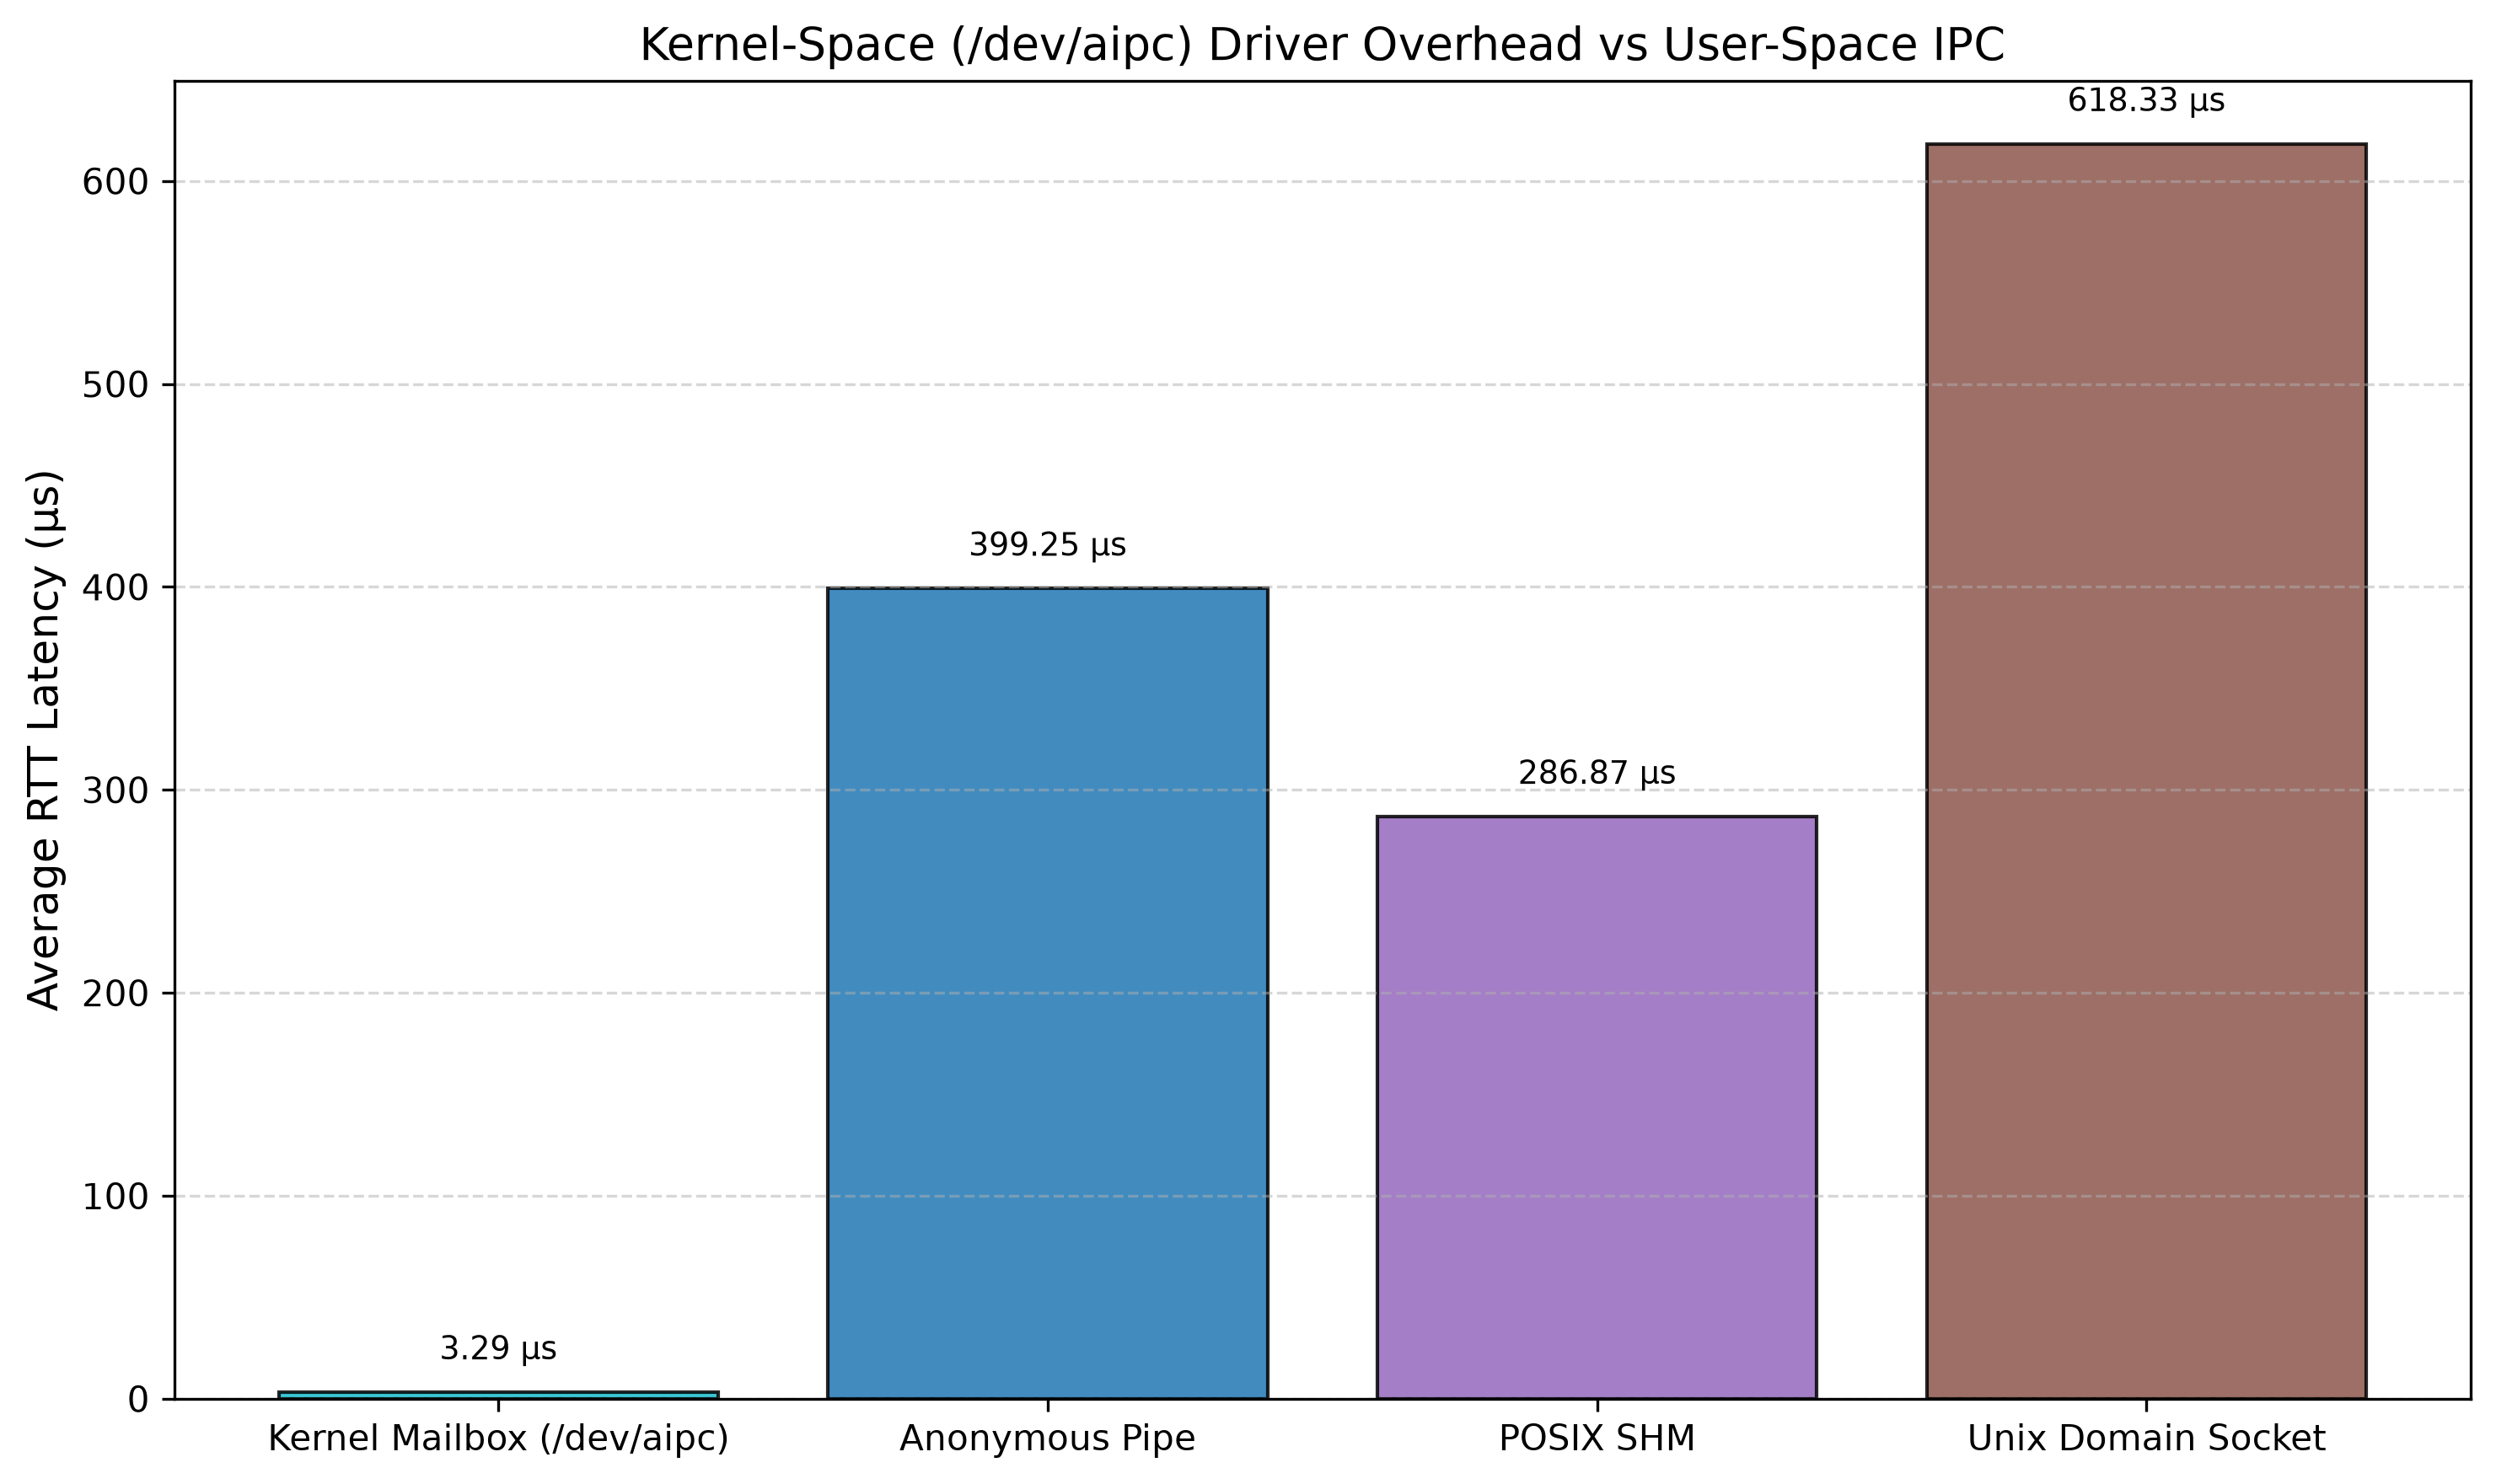 Kernel-Space (/dev/aipc) Driver Overhead vs User-Space IPC
Average RTT Latency (µs)
600
500
400
300
200
100
0
3.29 µs
399.25 µs
286.87 µs
618.33 µs
Kernel Mailbox (/dev/aipc)
Anonymous Pipe
POSIX SHM
Unix Domain Socket